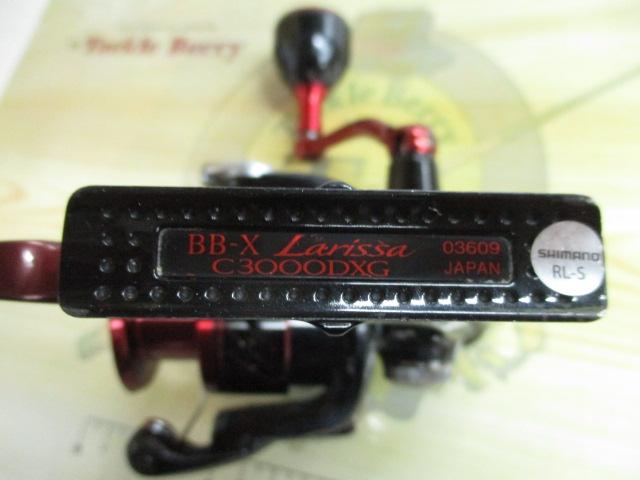 Tackle Berry
BB-X Larissa
C3000DXG
03609
JAPAN
SHIMANO
RL-S